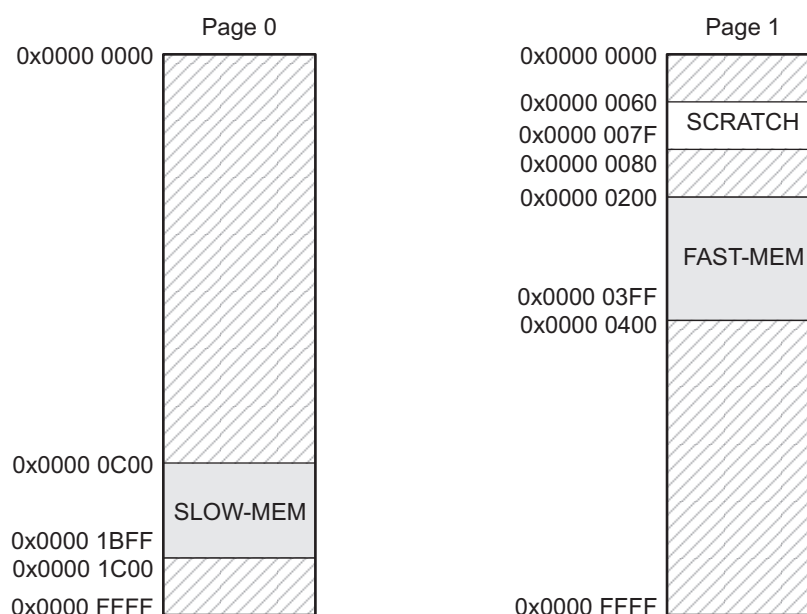 Page 0
0x0000 0000
0x0000 0C00
SLOW-MEM
0x0000 1BFF
0x0000 1C00
0x0000 FFFF
Page 1
0x0000 0000
0x0000 0060
SCRATCH
0x0000 007F
0x0000 0080
0x0000 0200
FAST-MEM
0x0000 03FF
0x0000 0400
0x0000 FFFF